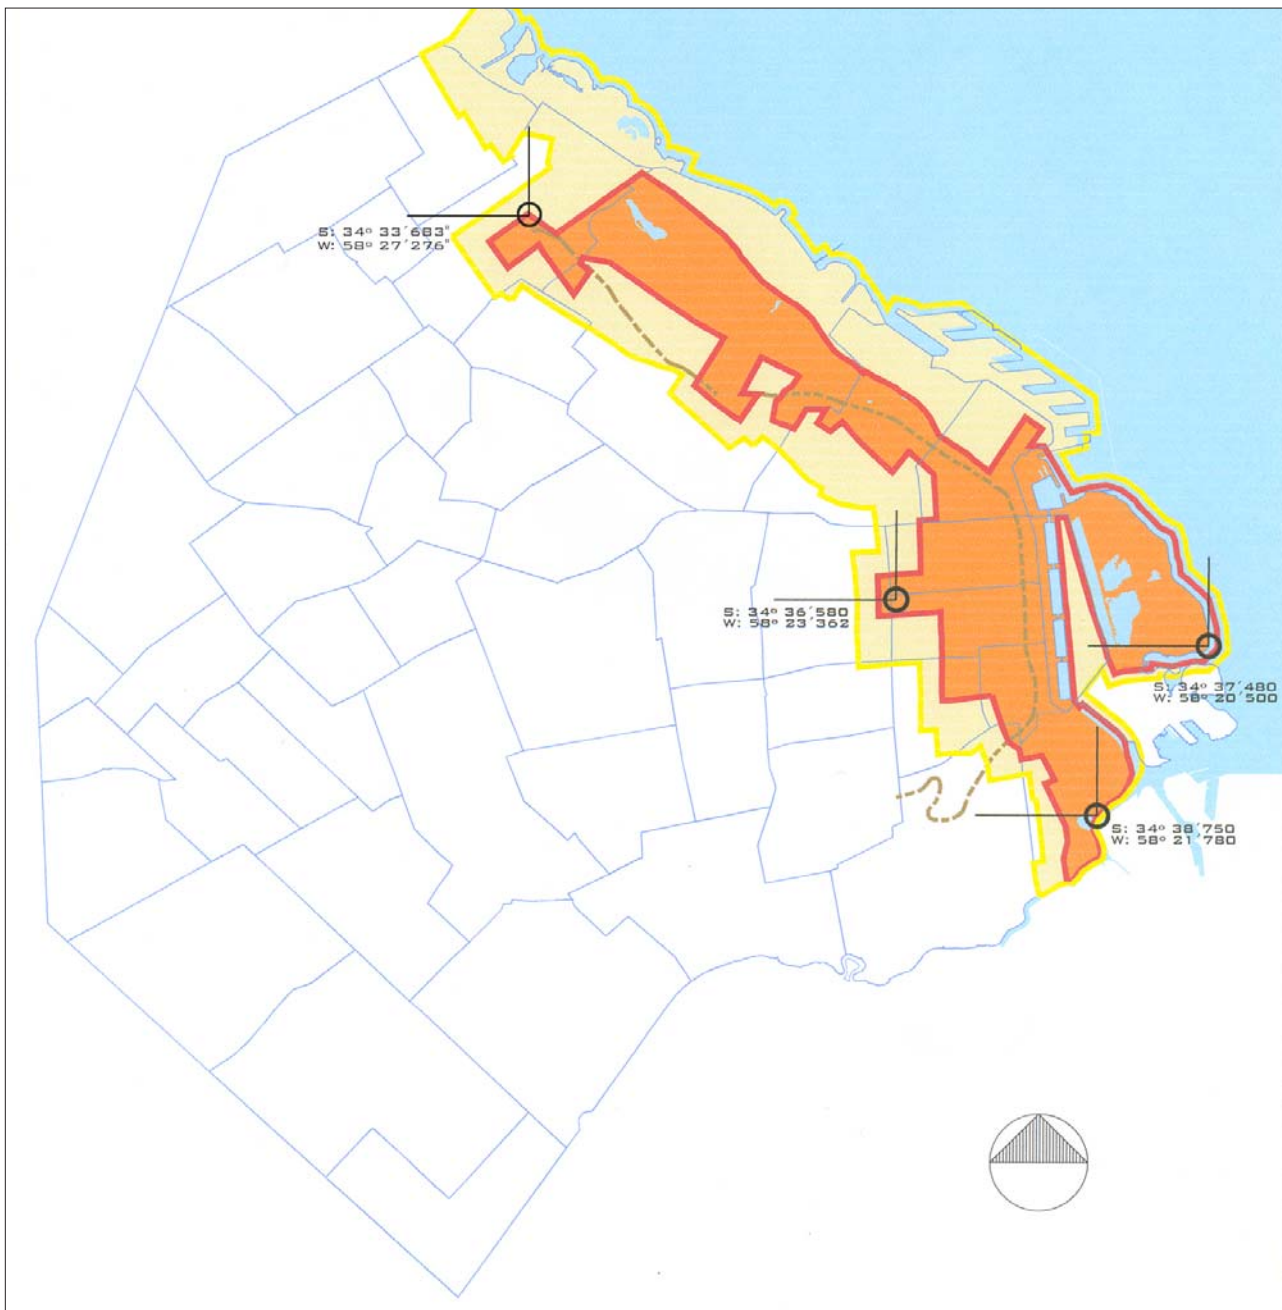 S: 34º 33´683"
W: 58º 27´276"
S: 34º 36´580
W: 58º 23´362
S: 34º 37´480
W: 58º 20´500
S: 34º 38´750
W: 58º 21´780